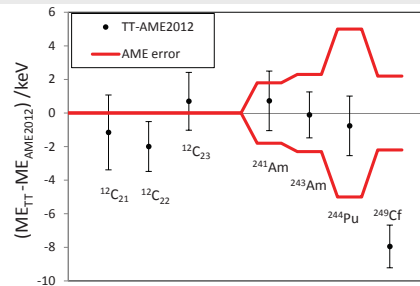 6
4
2
0
-2
-4
-6
-8
-10
(ME_TT -ME_AME2012) /keV
TT-AME2012
AME error
¹²C₂₁
¹²C₂₂
¹²C₂₃
²⁴¹Am
²⁴³Am
²⁴⁴Pu
²⁴⁹Cf